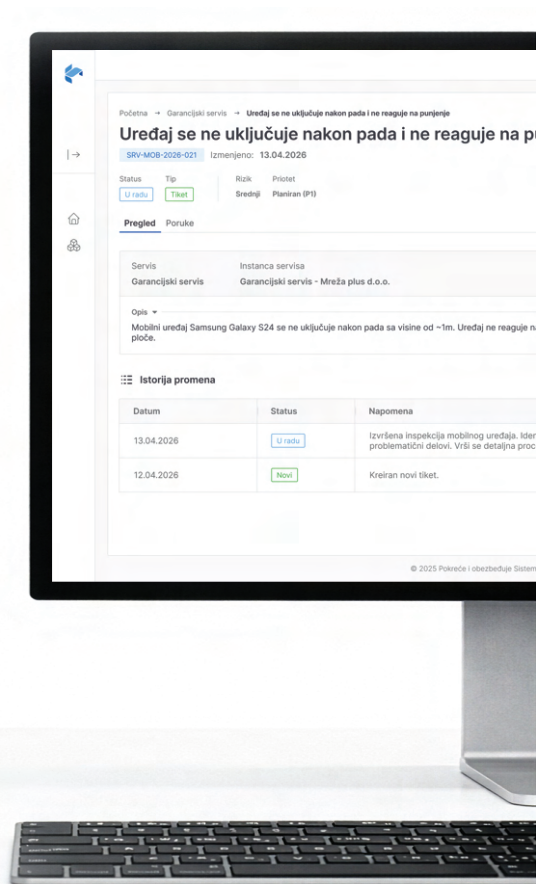 Početna → Garancijski servis → Uređaj se ne uključuje nakon pada i ne reaguje na punjenje
Uređaj se ne uključuje nakon pada i ne reaguje na p
SRV-MOB-2026-021 Izmenjeno: 13.04.2026
Status Tip Rizik Priotet
U radu Tiket Srednji Planiran (P1)
Pregled Poruke
Servis Instanca servisa
Garancijski servis Garancijski servis - Mreža plus d.o.o.
Opis
Mobilni uređaj Samsung Galaxy S24 se ne uključuje nakon pada sa visine od ~1m. Uređaj ne reaguje n
ploče.
Istorija promena
Datum Status Napomena
13.04.2026 U radu Izvršena inspekcija mobilnog uređaja. Iden
problematični delovi. Vrši se detaljna proc
12.04.2026 Novi Kreiran novi tiket.
© 2025 Pokreće i obezbeđuje Sistem